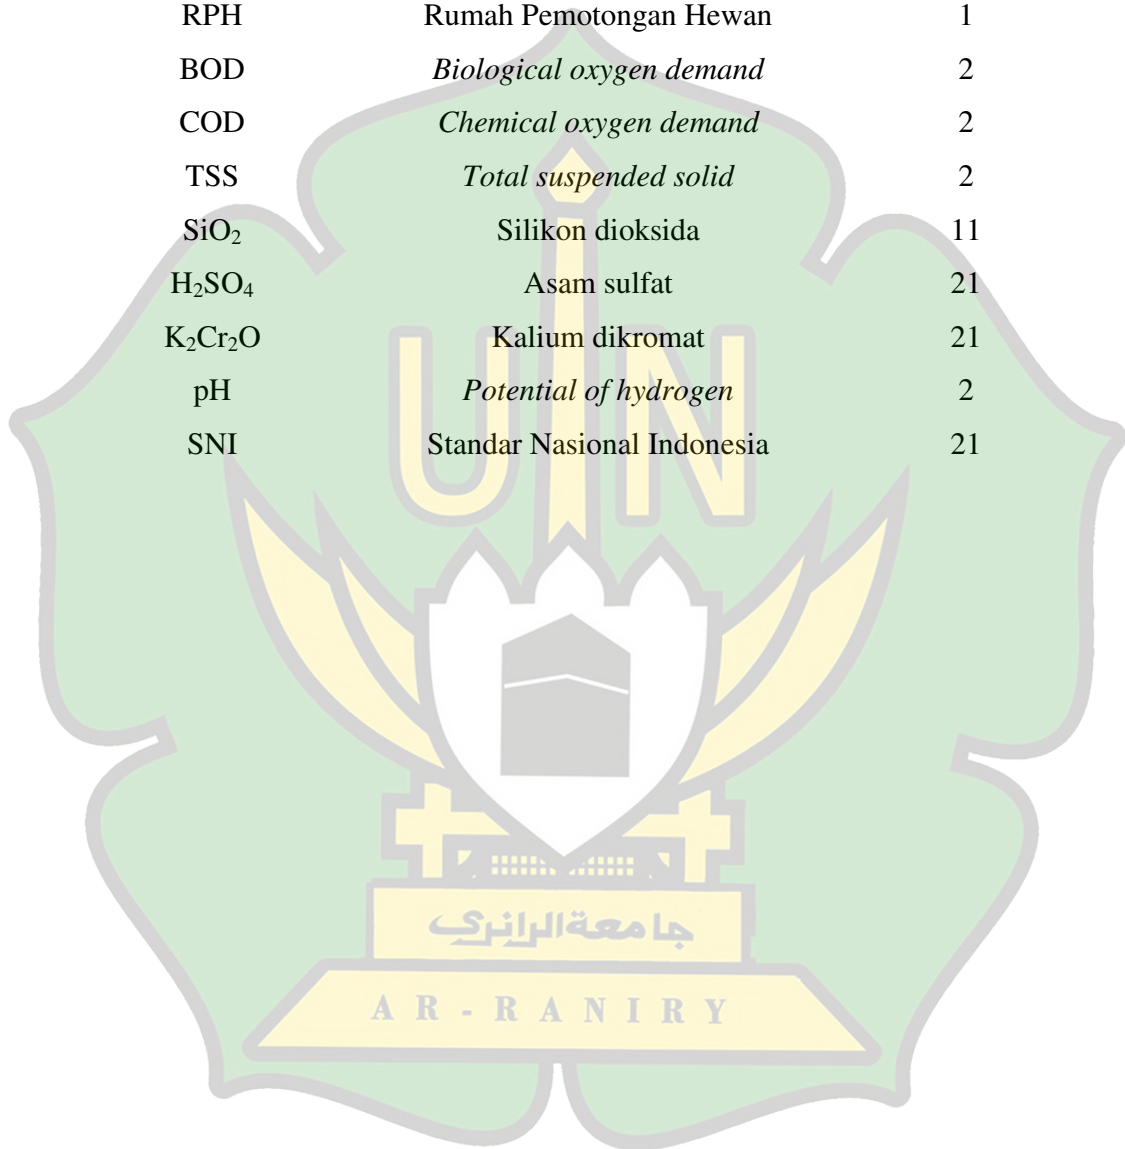 RPH Rumah Pemotongan Hewan 1
BOD Biological oxygen demand 2
COD Chemical oxygen demand 2
TSS Total suspended solid 2
SiO₂ Silikon dioksida 11
H₂SO₄ Asam sulfat 21
K₂Cr₂O Kalium dikromat 21
pH Potential of hydrogen 2
SNI Standar Nasional Indonesia 21
UIN
جامعة الرانري
AR-RANIRY